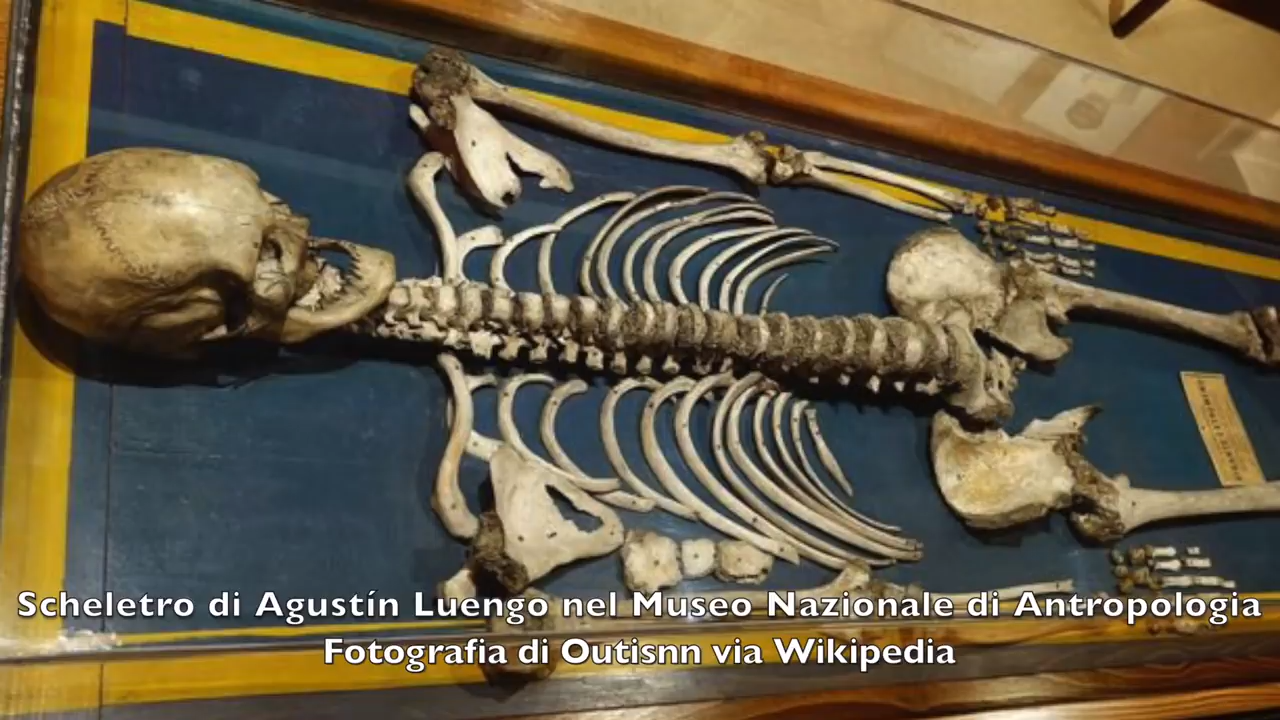 Scheletro di Agustín Luengo nel Museo Nazionale di Antropologia
Fotografia di Outisnn via Wikipedia